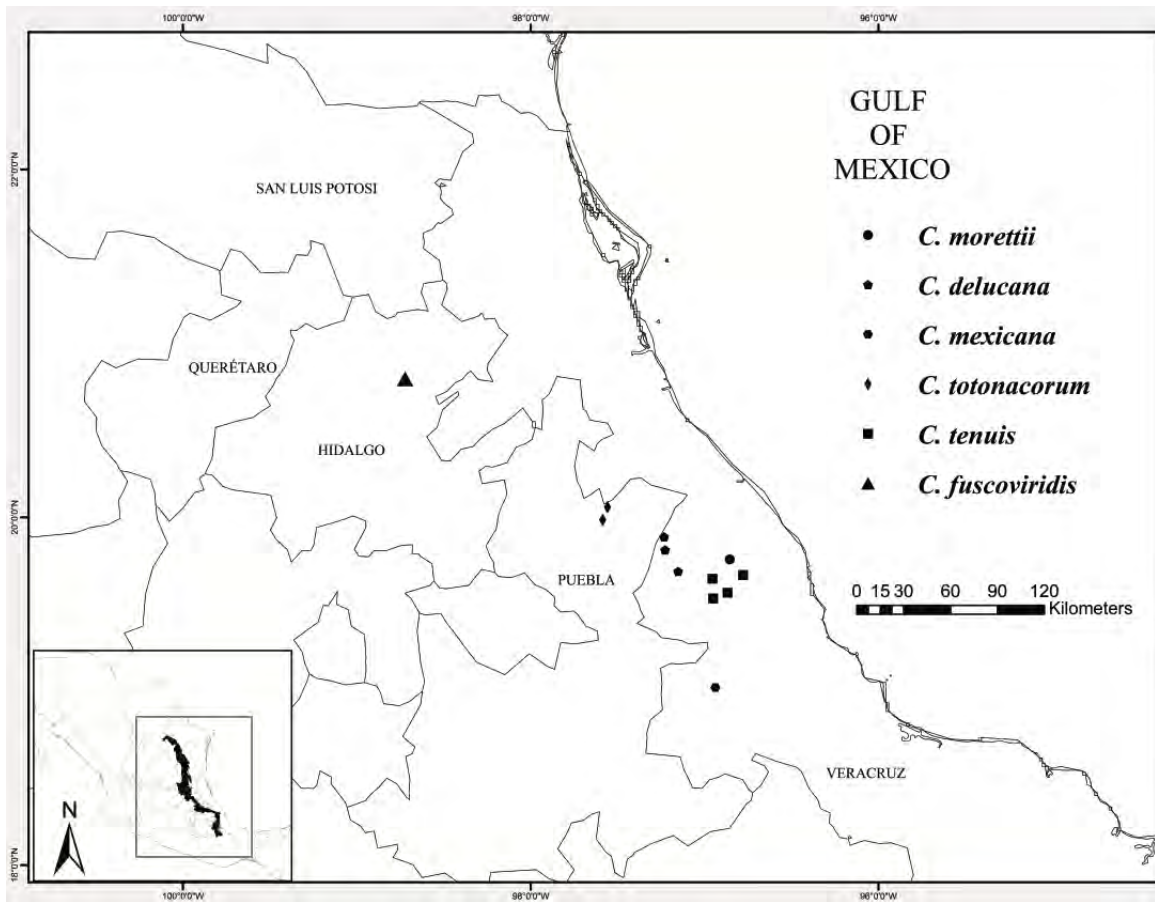 100°0'0"W 98°0'0"W 96°0'0"W
GULF
OF
MEXICO
22°0'0"N
SAN LUIS POTOSI
C. morettii
C. delucana
C. mexicana
QUERÉTARO
C. totonacorum
HIDALGO
C. tenuis
C. fuscoviridis
20°0'0"N
PUEBLA
0 15 30 60 90 120
Kilometers
N
VERACRUZ
18°0'0"N
100°0'0"W 98°0'0"W 96°0'0"W